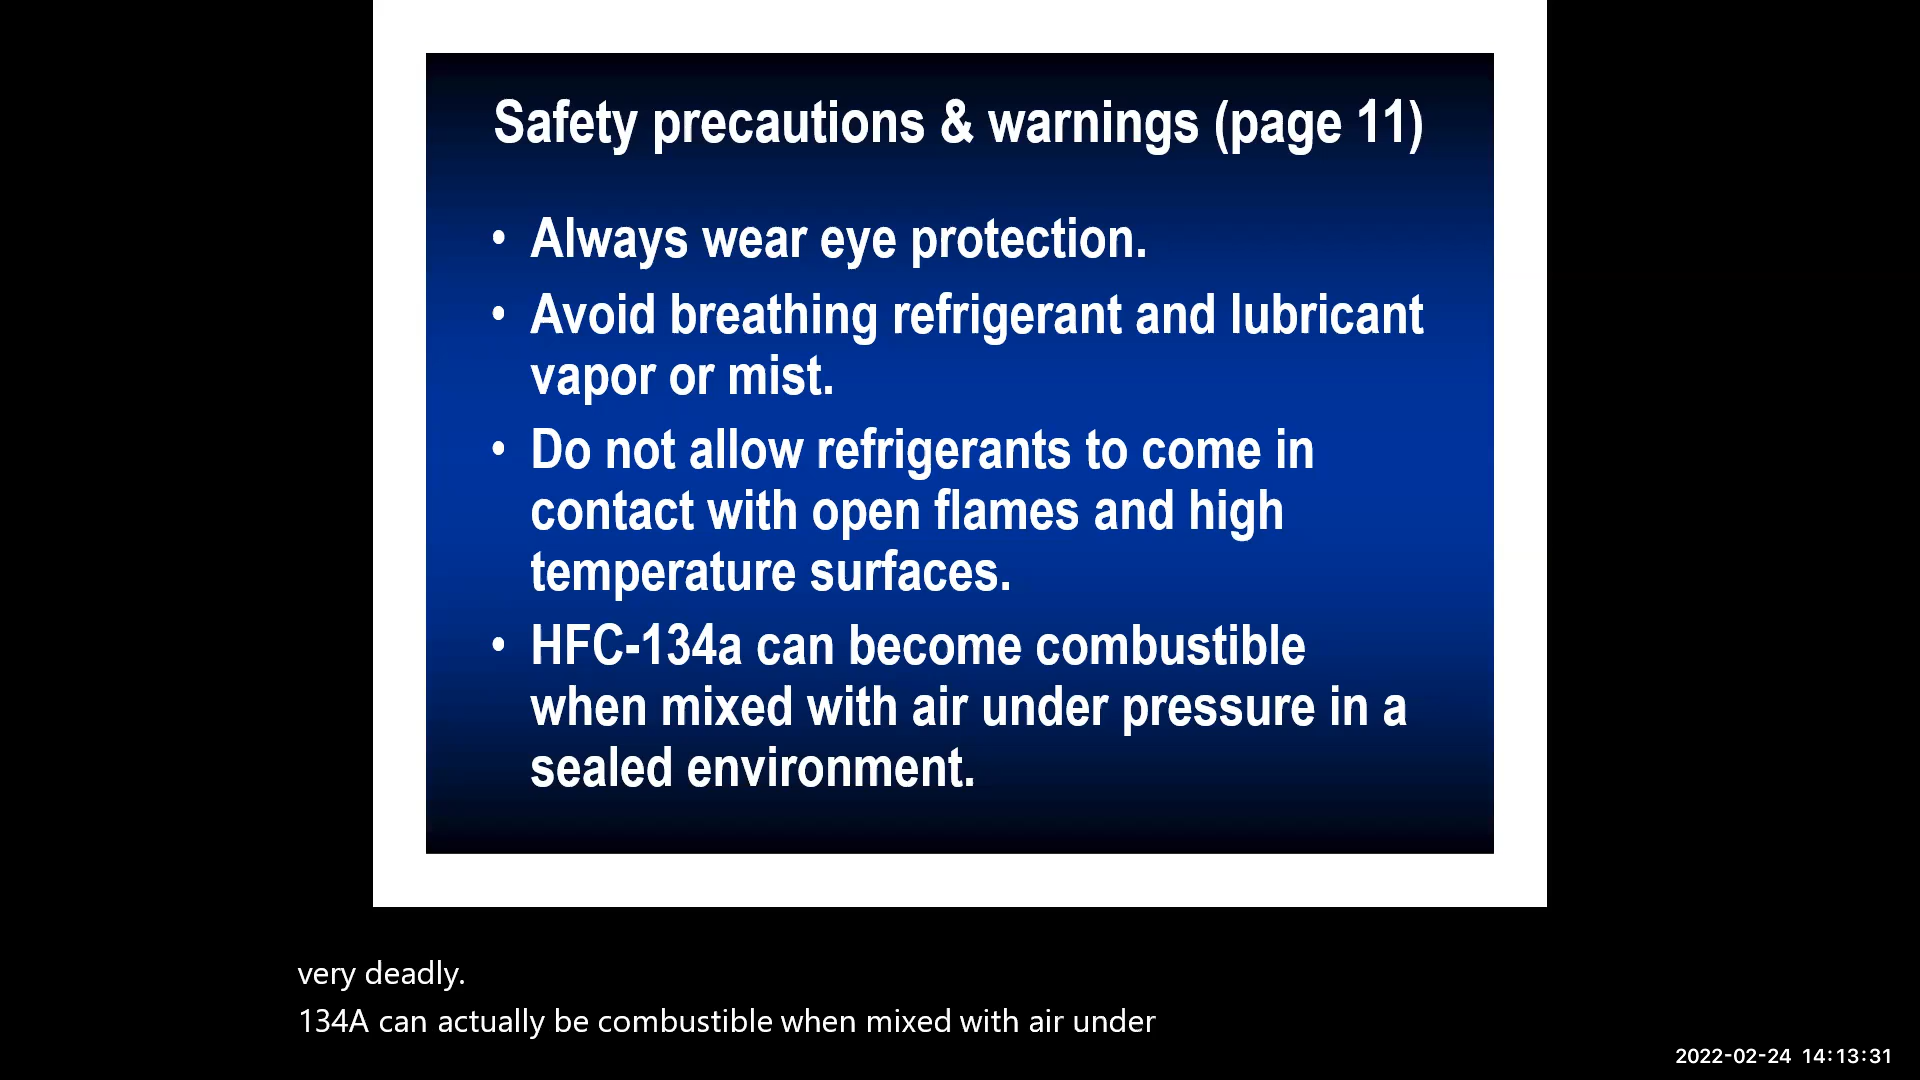 Safety precautions & warnings (page 11)
• Always wear eye protection.
• Avoid breathing refrigerant and lubricant
vapor or mist.
• Do not allow refrigerants to come in
contact with open flames and high
temperature surfaces.
• HFC-134a can become combustible
when mixed with air under pressure in a
sealed environment.
very deadly.
134A can actually be combustible when mixed with air under
2022-02-24 14:13:31